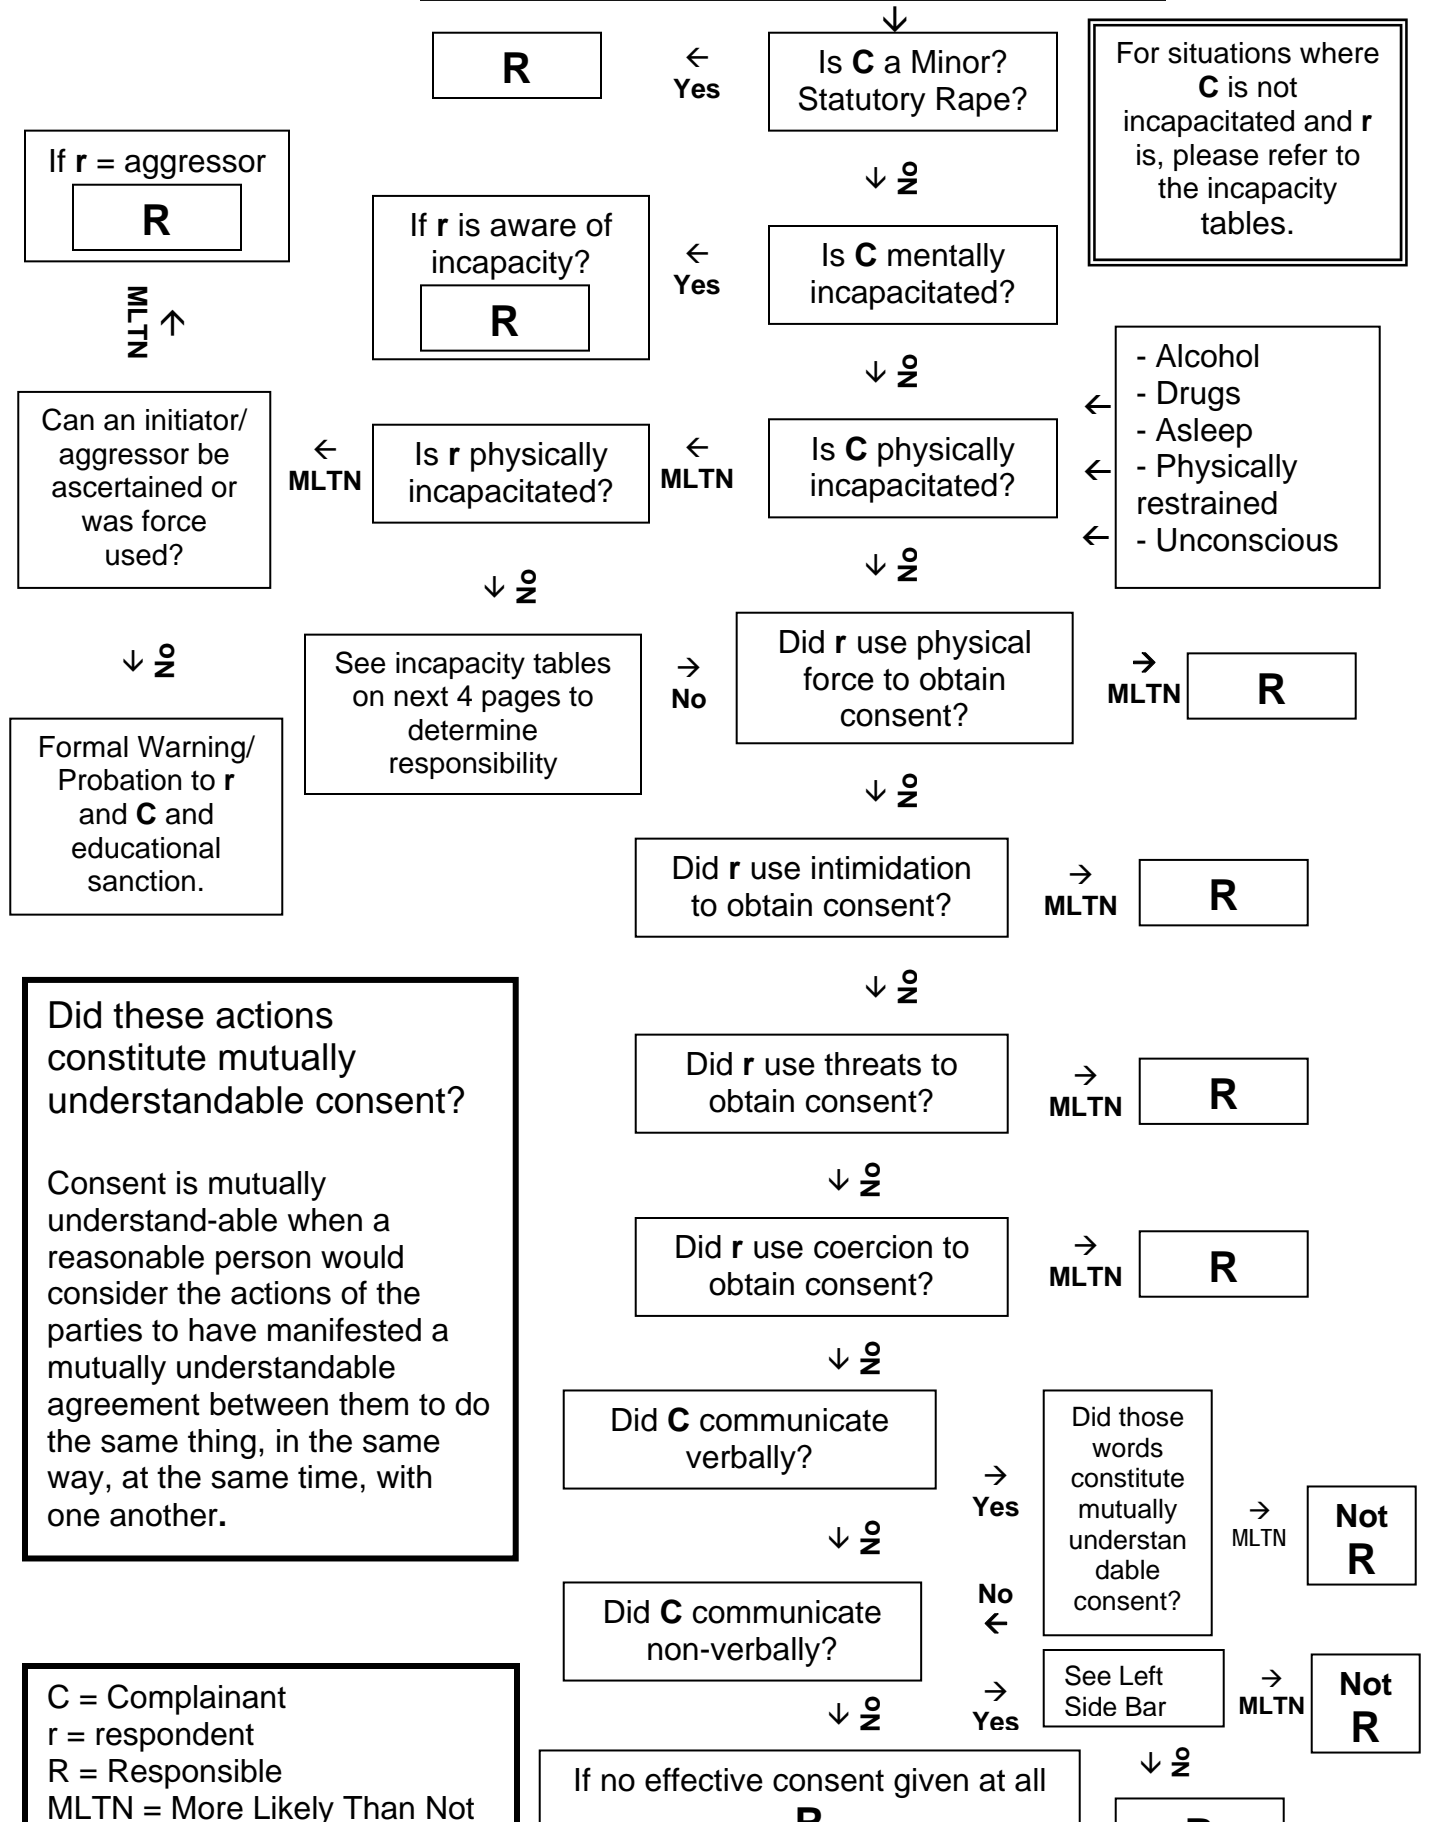 R
←
Yes
Is C a Minor?
Statutory Rape?
For situations where
C is not
incapacitated and r
is, please refer to
the incapacity
tables.
If r = aggressor
R
↓ No
If r is aware of
incapacity?
R
←
Yes
Is C mentally
incapacitated?
MLTN ↑
↓ No
- Alcohol
- Drugs
- Asleep
- Physically
restrained
- Unconscious
Can an initiator/
aggressor be
ascertained or
was force
used?
←
MLTN
Is r physically
incapacitated?
←
MLTN
Is C physically
incapacitated?
↓ No
↓ No
↓ No
See incapacity tables
on next 4 pages to
determine
responsibility
→
No
Did r use physical
force to obtain
consent?
→
MLTN
R
Formal Warning/
Probation to r
and C and
educational
sanction.
↓ No
Did r use intimidation
to obtain consent?
→
MLTN
R
↓ No
Did these actions
constitute mutually
understandable consent?
Consent is mutually
understand-able when a
reasonable person would
consider the actions of the
parties to have manifested a
mutually understandable
agreement between them to do
the same thing, in the same
way, at the same time, with
one another.
Did r use threats to
obtain consent?
→
MLTN
R
↓ No
Did r use coercion to
obtain consent?
→
MLTN
R
↓ No
Did C communicate
verbally?
→
Yes
Did those
words
constitute
mutually
understan
dable
consent?
→
MLTN
Not
R
↓ No
No
←
Did C communicate
non-verbally?
→
Yes
See Left
Side Bar
→
MLTN
Not
R
↓ No
↓ No
C = Complainant
r = respondent
R = Responsible
MLTN = More Likely Than Not
If no effective consent given at all
R